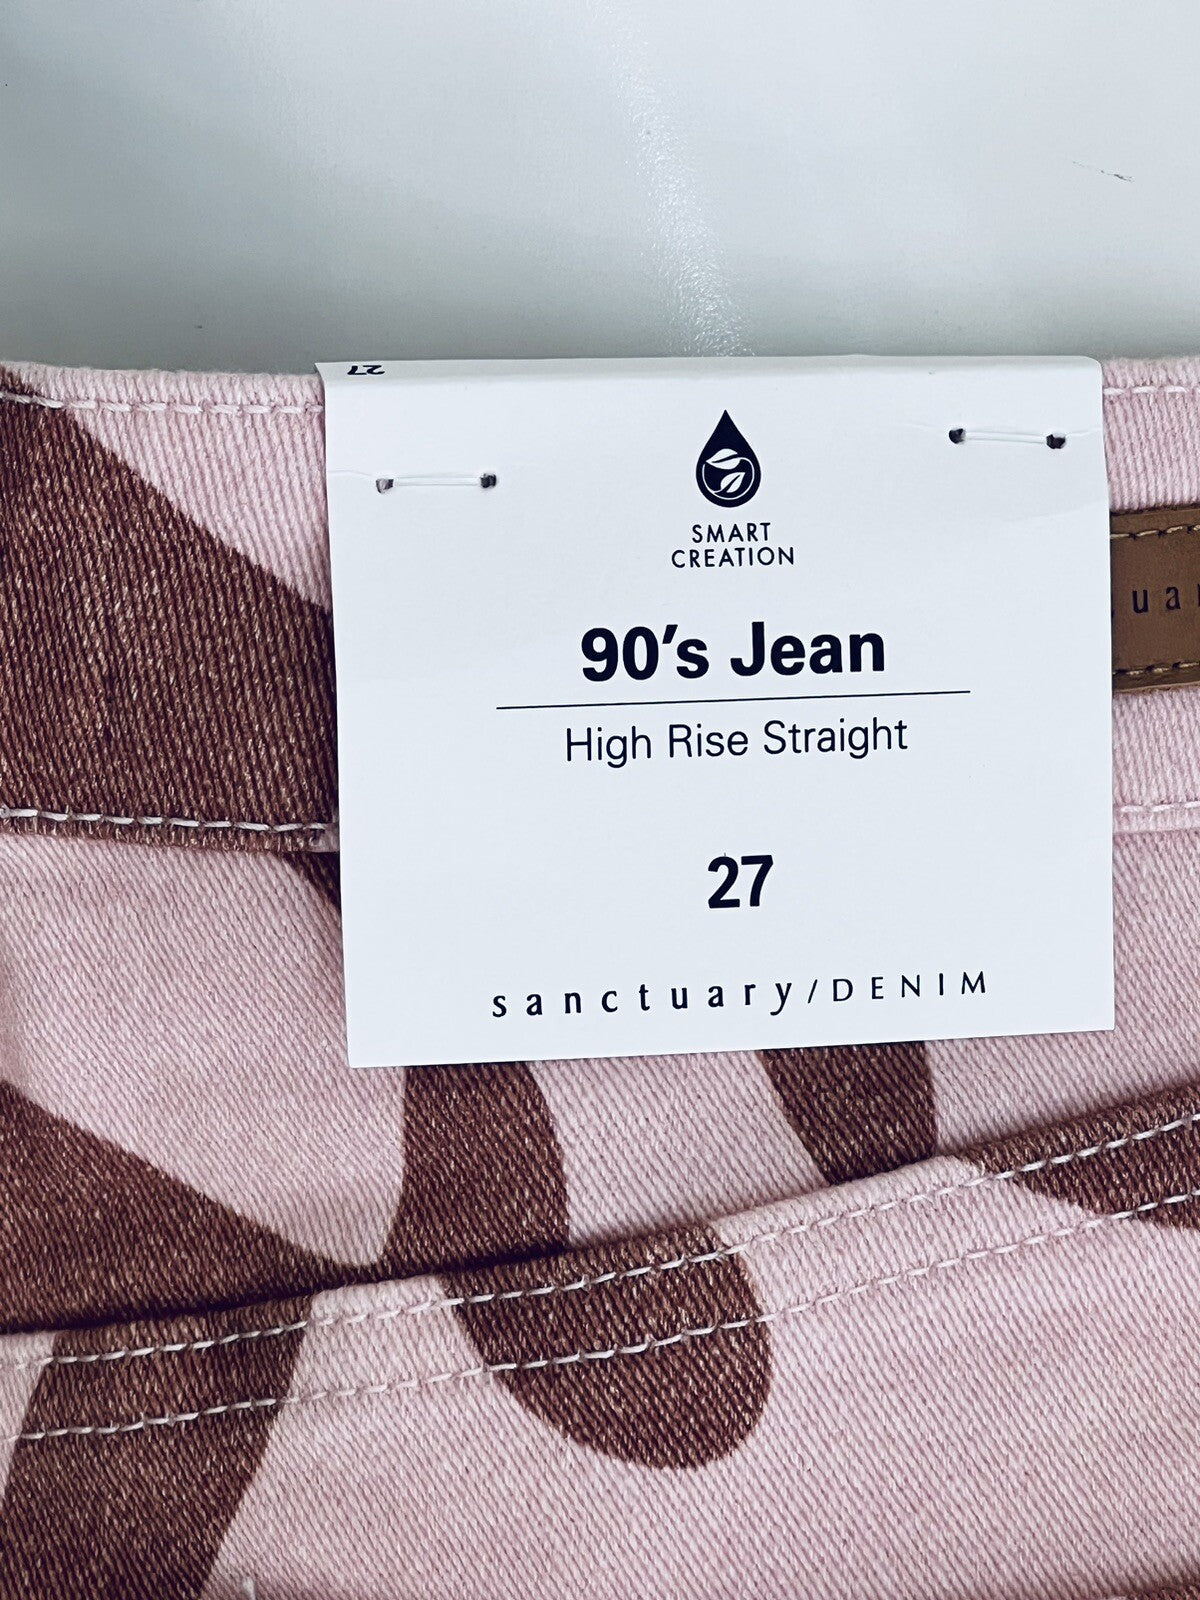 27
SMART
CREATION
90's Jean
High Rise Straight
27
sanctuary/DENIM